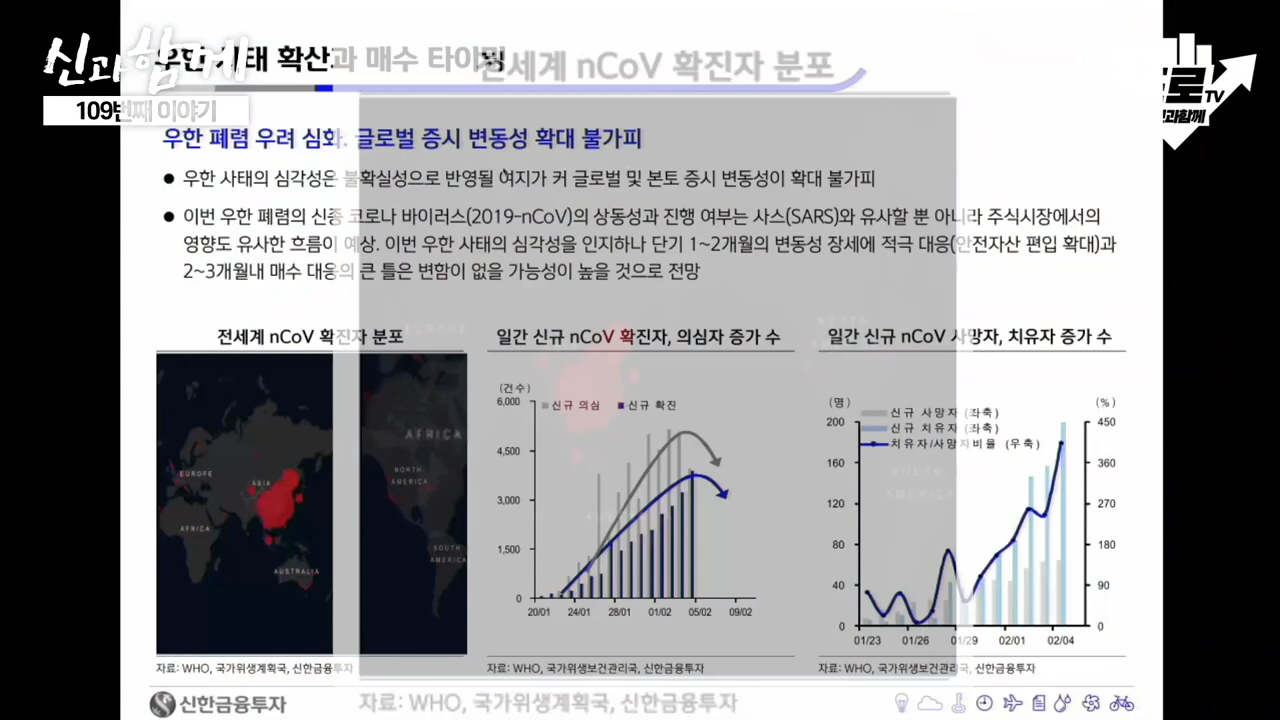 신과함께
109번째 이야기
우한 사태 확산과 매수 타이밍
전세계 nCoV 확진자 분포
프로TV
신과함께
우한 폐렴 우려 심화. 글로벌 증시 변동성 확대 불가피
● 우한 사태의 심각성은 불확실성으로 반영될 여지가 커 글로벌 및 본토 증시 변동성이 확대 불가피
● 이번 우한 폐렴의 신종 코로나 바이러스(2019-nCoV)의 상동성과 진행 여부는 사스(SARS)와 유사할 뿐 아니라 주식시장에서의
영향도 유사한 흐름이 예상. 이번 우한 사태의 심각성을 인지하나 단기 1~2개월의 변동성 장세에 적극 대응(안전자산 편입 확대)과
2~3개월내 매수 대응의 큰 틀은 변함이 없을 가능성이 높을 것으로 전망
전세계 nCoV 확진자 분포
EUROPE
ASIA
AFRICA
AUSTRALIA
AFRICA
NORTH
AMERICA
SOUTH
AMERICA
자료: WHO, 국가위생계획국, 신한금융투자
일간 신규 nCoV 확진자, 의심자 증가 수
(건수)
신규 의심 신규 확진
6,000
4,500
3,000
1,500
0
20/01 24/01 28/01 01/02 05/02 09/02
자료: WHO, 국가위생보건관리국, 신한금융투자
일간 신규 nCoV 사망자, 치유자 증가 수
(명) (%)
신규 사망자 (좌축)
신규 치유자 (좌축)
치유자/사망자비율 (우축)
200 450
160 360
120 270
80 180
40 90
0 0
01/23 01/26 01/29 02/01 02/04
자료: WHO, 국가위생보건관리국, 신한금융투자
SOUTH
AMERICA
신한금융투자
자료: WHO, 국가위생계획국, 신한금융투자